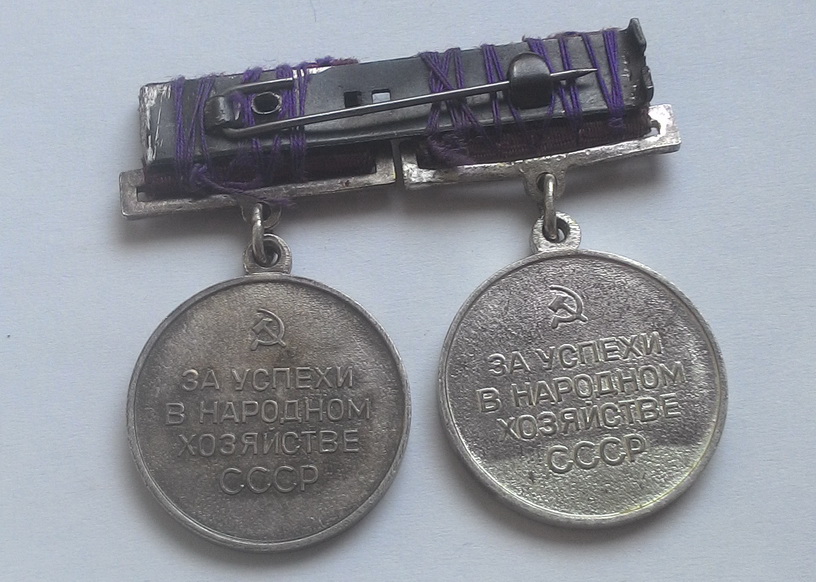 ЗА УСПЕХИ
В НАРОДНОМ
ХОЗЯЙСТВЕ
СССР
ЗА УСПЕХИ
В НАРОДНОМ
ХОЗЯЙСТВЕ
СССР